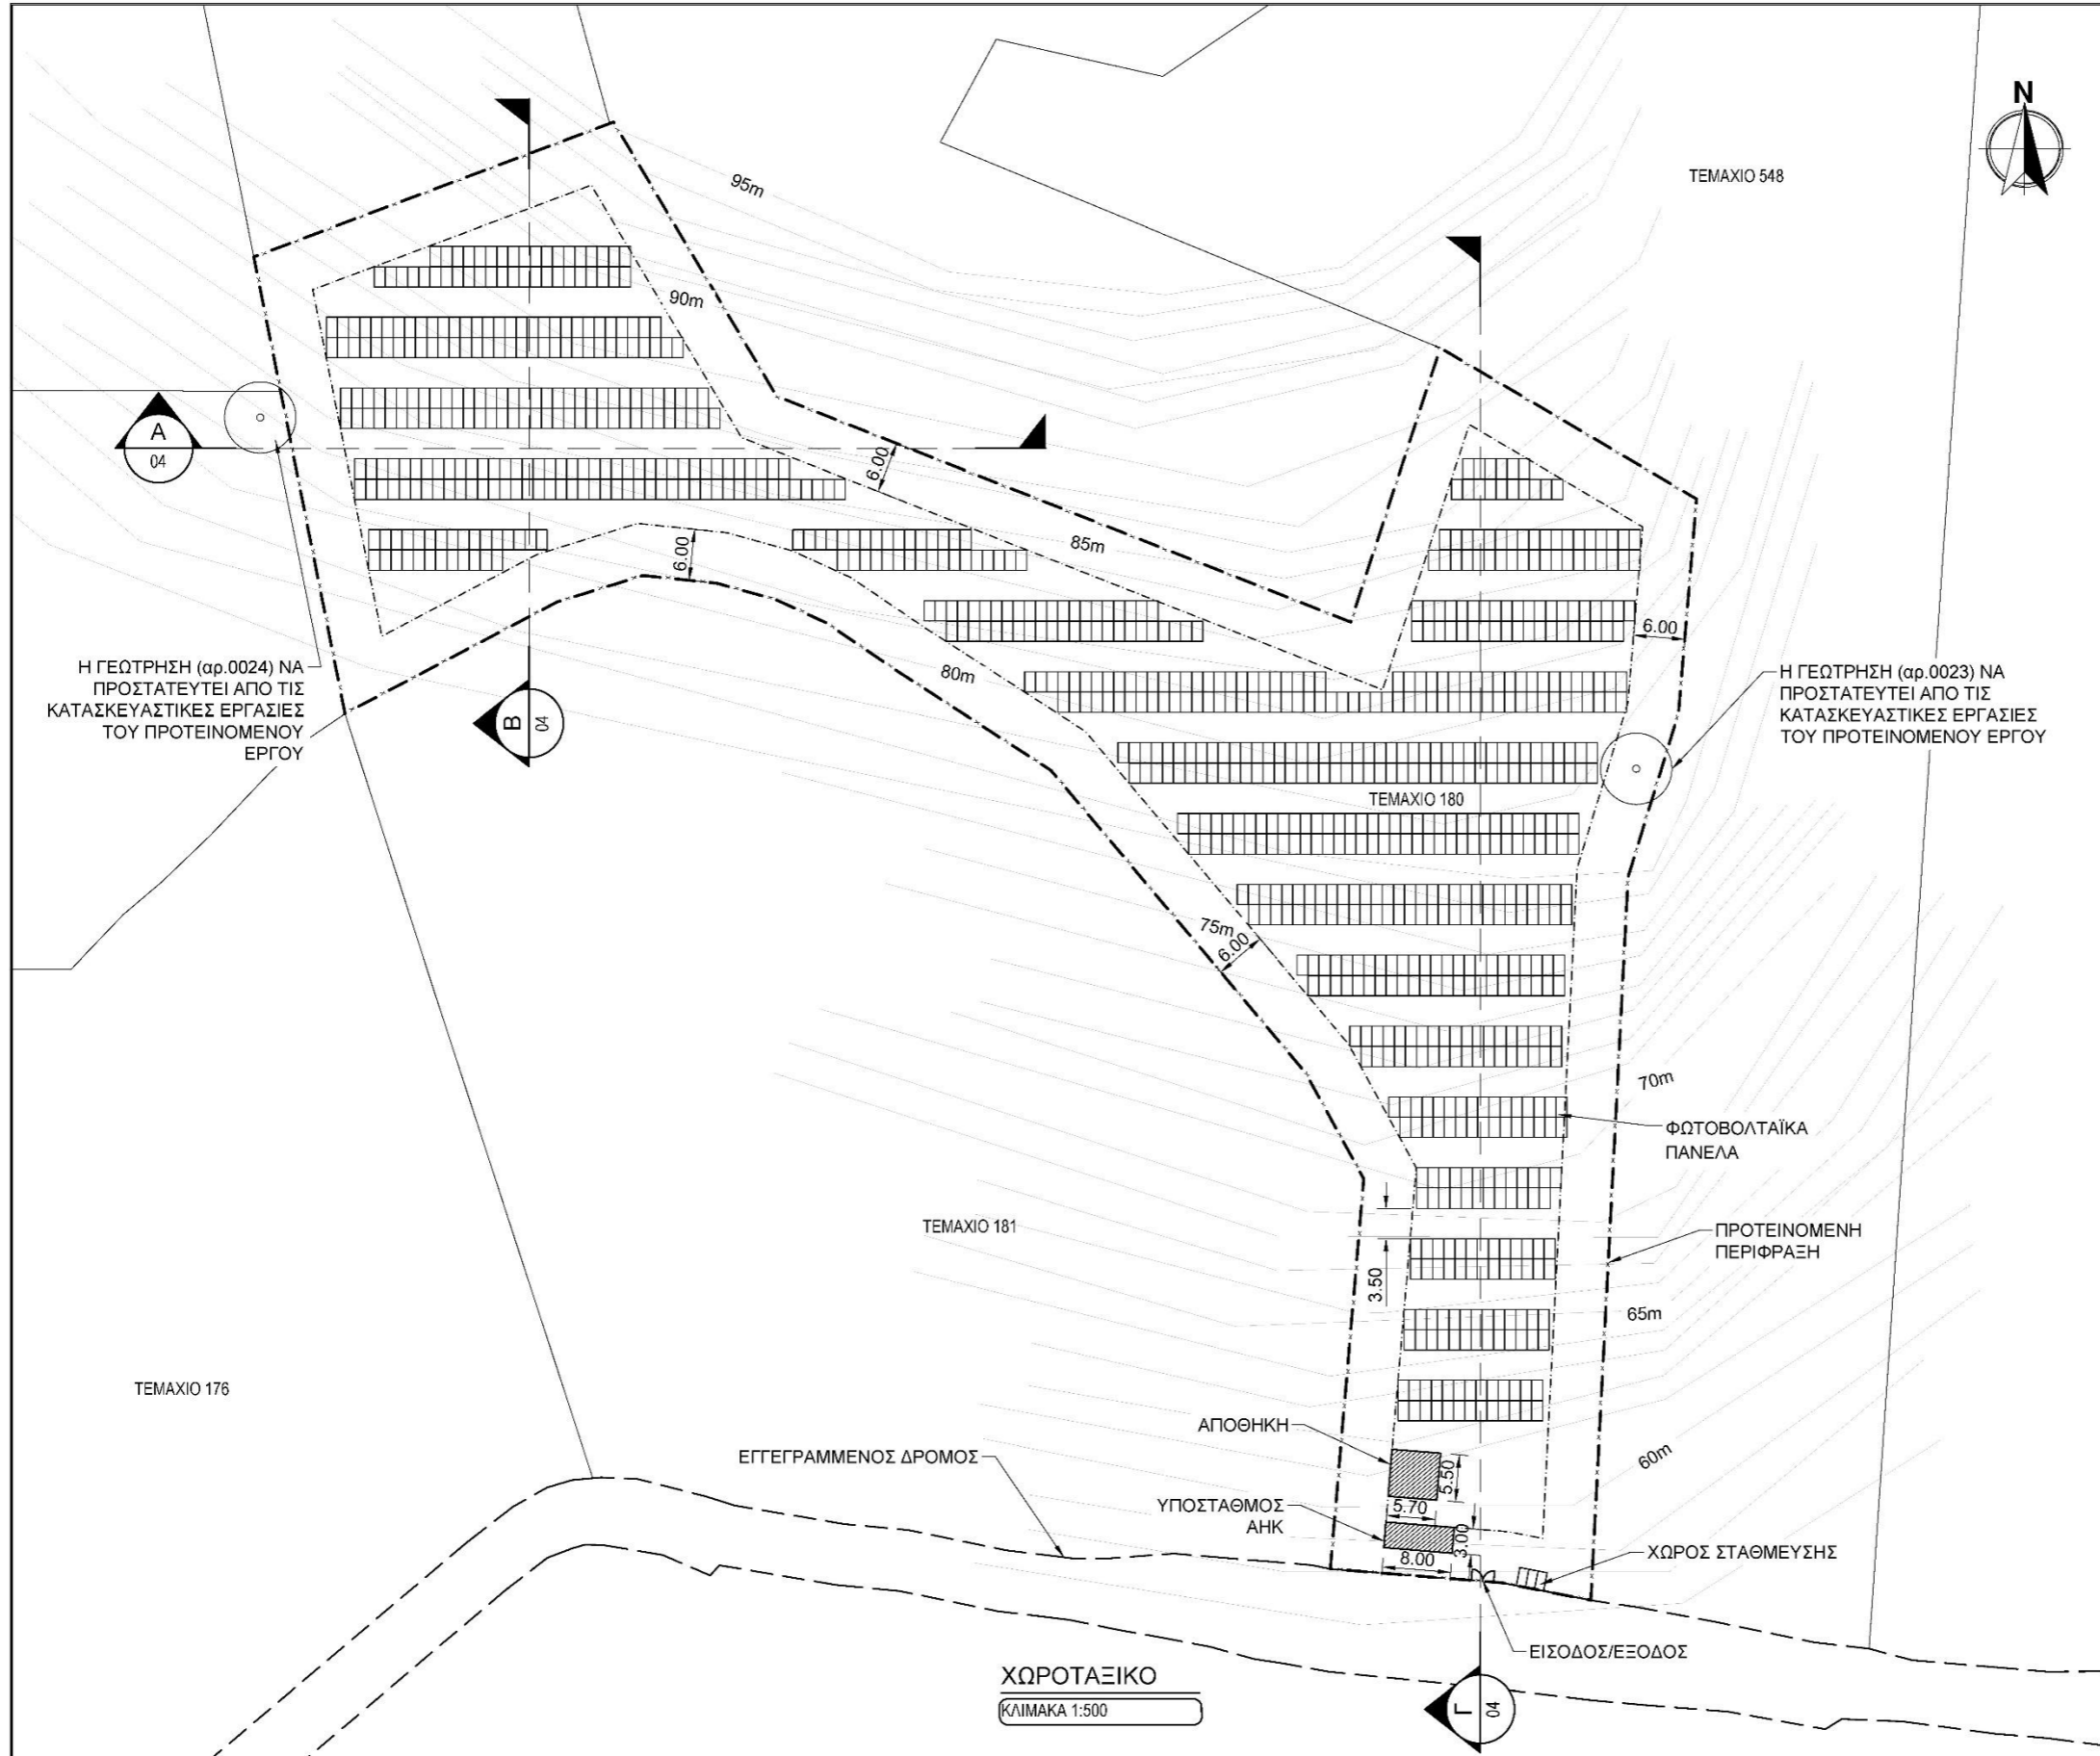 N
95m
ΤΕΜΑΧΙΟ 548
90m
A
04
6.00
85m
6.00
6.00
80m
Η ΓΕΩΤΡΗΣΗ (αρ.0024) ΝΑ
ΠΡΟΣΤΑΤΕΥΤΕΙ ΑΠΟ ΤΙΣ
ΚΑΤΑΣΚΕΥΑΣΤΙΚΕΣ ΕΡΓΑΣΙΕΣ
ΤΟΥ ΠΡΟΤΕΙΝΟΜΕΝΟΥ
ΕΡΓΟΥ
B
04
Η ΓΕΩΤΡΗΣΗ (αρ.0023) ΝΑ
ΠΡΟΣΤΑΤΕΥΤΕΙ ΑΠΟ ΤΙΣ
ΚΑΤΑΣΚΕΥΑΣΤΙΚΕΣ ΕΡΓΑΣΙΕΣ
ΤΟΥ ΠΡΟΤΕΙΝΟΜΕΝΟΥ ΕΡΓΟΥ
ΤΕΜΑΧΙΟ 180
75m
6.00
70m
ΦΩΤΟΒΟΛΤΑΪΚΑ
ΠΑΝΕΛΑ
ΤΕΜΑΧΙΟ 181
ΠΡΟΤΕΙΝΟΜΕΝΗ
ΠΕΡΙΦΡΑΞΗ
3.50
65m
ΤΕΜΑΧΙΟ 176
ΑΠΟΘΗΚΗ
ΕΓΓΕΓΡΑΜΜΕΝΟΣ ΔΡΟΜΟΣ
60m
5.50
5.70
ΥΠΟΣΤΑΘΜΟΣ
ΑΗΚ
3.00
8.00
ΧΩΡΟΣ ΣΤΑΘΜΕΥΣΗΣ
ΕΙΣΟΔΟΣ/ΕΞΟΔΟΣ
ΧΩΡΟΤΑΞΙΚΟ
ΚΛΙΜΑΚΑ 1:500
Γ
04